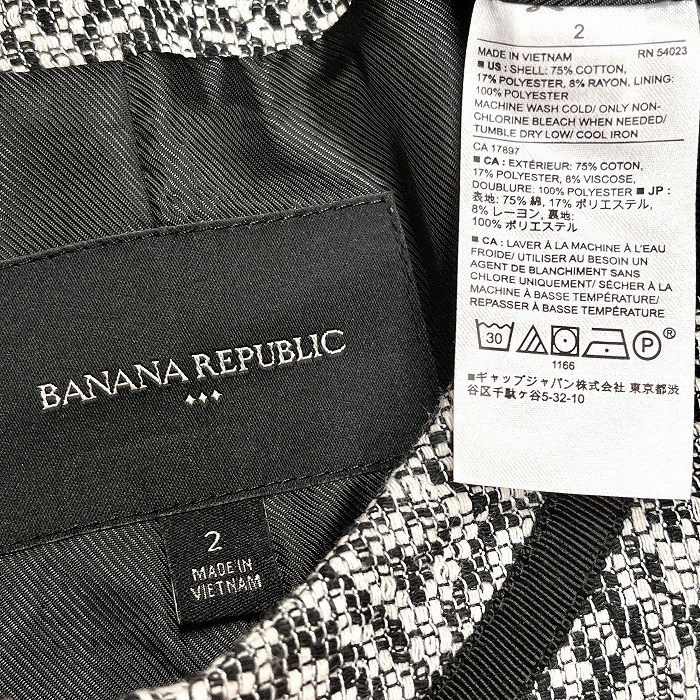 2
MADE IN VIETNAM RN 54023
■ US : SHELL: 75% COTTON,
17% POLYESTER, 8% RAYON, LINING:
100% POLYESTER
MACHINE WASH COLD/ ONLY NON-
CHLORINE BLEACH WHEN NEEDED/
TUMBLE DRY LOW/ COOL IRON
CA 17897
■ CA : EXTÉRIEUR: 75% COTON,
17% POLYESTER, 8% VISCOSE,
DOUBLURE: 100% POLYESTER ■ JP :
表地: 75% 綿, 17% ポリエステル,
8% レーヨン, 裏地:
100% ポリエステル
■ CA : LAVER À LA MACHINE À L'EAU
FROIDE/ UTILISER AU BESOIN UN
AGENT DE BLANCHIMENT SANS
CHLORE UNIQUEMENT/ SÉCHER À LA
MACHINE À BASSE TEMPÉRATURE/
REPASSER À BASSE TEMPÉRATURE
30 P ®
1166
■ギャップジャパン株式会社 東京都渋
谷区千駄ヶ谷5-32-10
BANANA REPUBLIC
2
MADE IN
VIETNAM